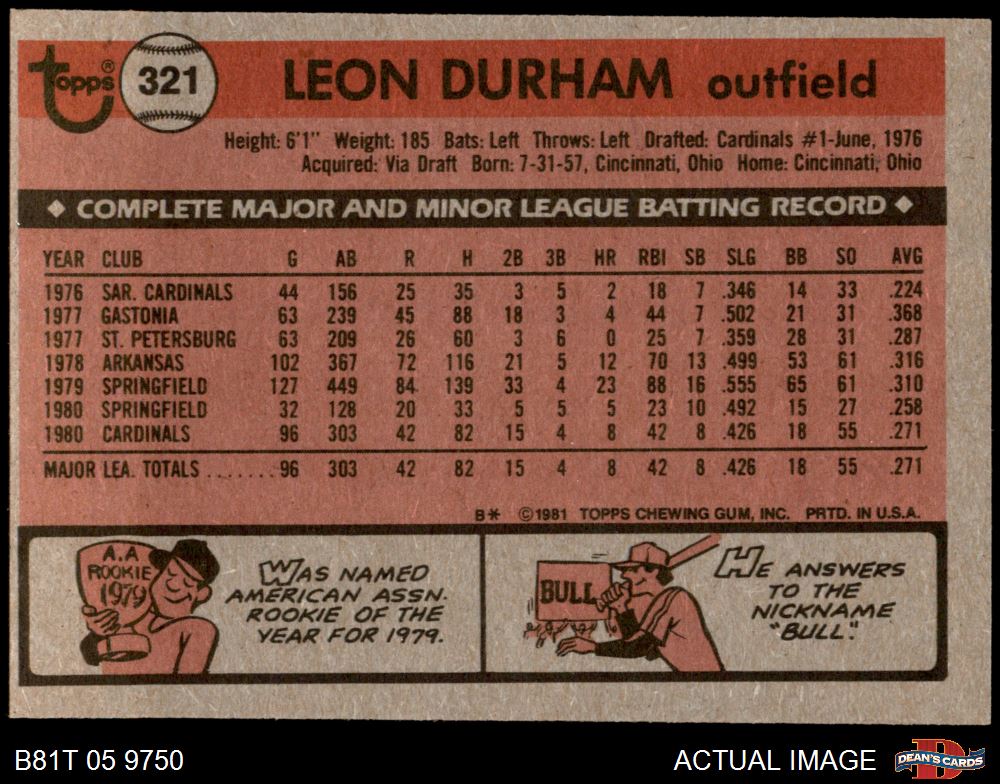 topps® 321 LEON DURHAM outfield
Height: 6'1" Weight: 185 Bats: Left Throws: Left Drafted: Cardinals #1-June, 1976
Acquired: Via Draft Born: 7-31-57, Cincinnati, Ohio Home: Cincinnati, Ohio
◆ COMPLETE MAJOR AND MINOR LEAGUE BATTING RECORD ◆
YEAR CLUB G AB R H 2B 3B HR RBI SB SLG BB SO AVG
1976 SAR. CARDINALS 44 156 25 35 3 5 2 18 7 .346 14 33 .224
1977 GASTONIA 63 239 45 88 18 3 4 44 7 .502 21 31 .368
1977 ST. PETERSBURG 63 209 26 60 3 6 0 25 7 .359 28 31 .287
1978 ARKANSAS 102 367 72 116 21 5 12 70 13 .499 53 61 .316
1979 SPRINGFIELD 127 449 84 139 33 4 23 88 16 .555 65 61 .310
1980 SPRINGFIELD 32 128 20 33 5 5 5 23 10 .492 15 27 .258
1980 CARDINALS 96 303 42 82 15 4 8 42 8 .426 18 55 .271
MAJOR LEA. TOTALS ....... 96 303 42 82 15 4 8 42 8 .426 18 55 .271
B* ©1981 TOPPS CHEWING GUM, INC. PRTD. IN U.S.A.
A.A
ROOKIE
1979
WAS NAMED
AMERICAN ASSN.
ROOKIE OF THE
YEAR FOR 1979.
BULL
HE ANSWERS
TO THE
NICKNAME
"BULL."
B81T 05 9750 ACTUAL IMAGE DEAN'S CARDS